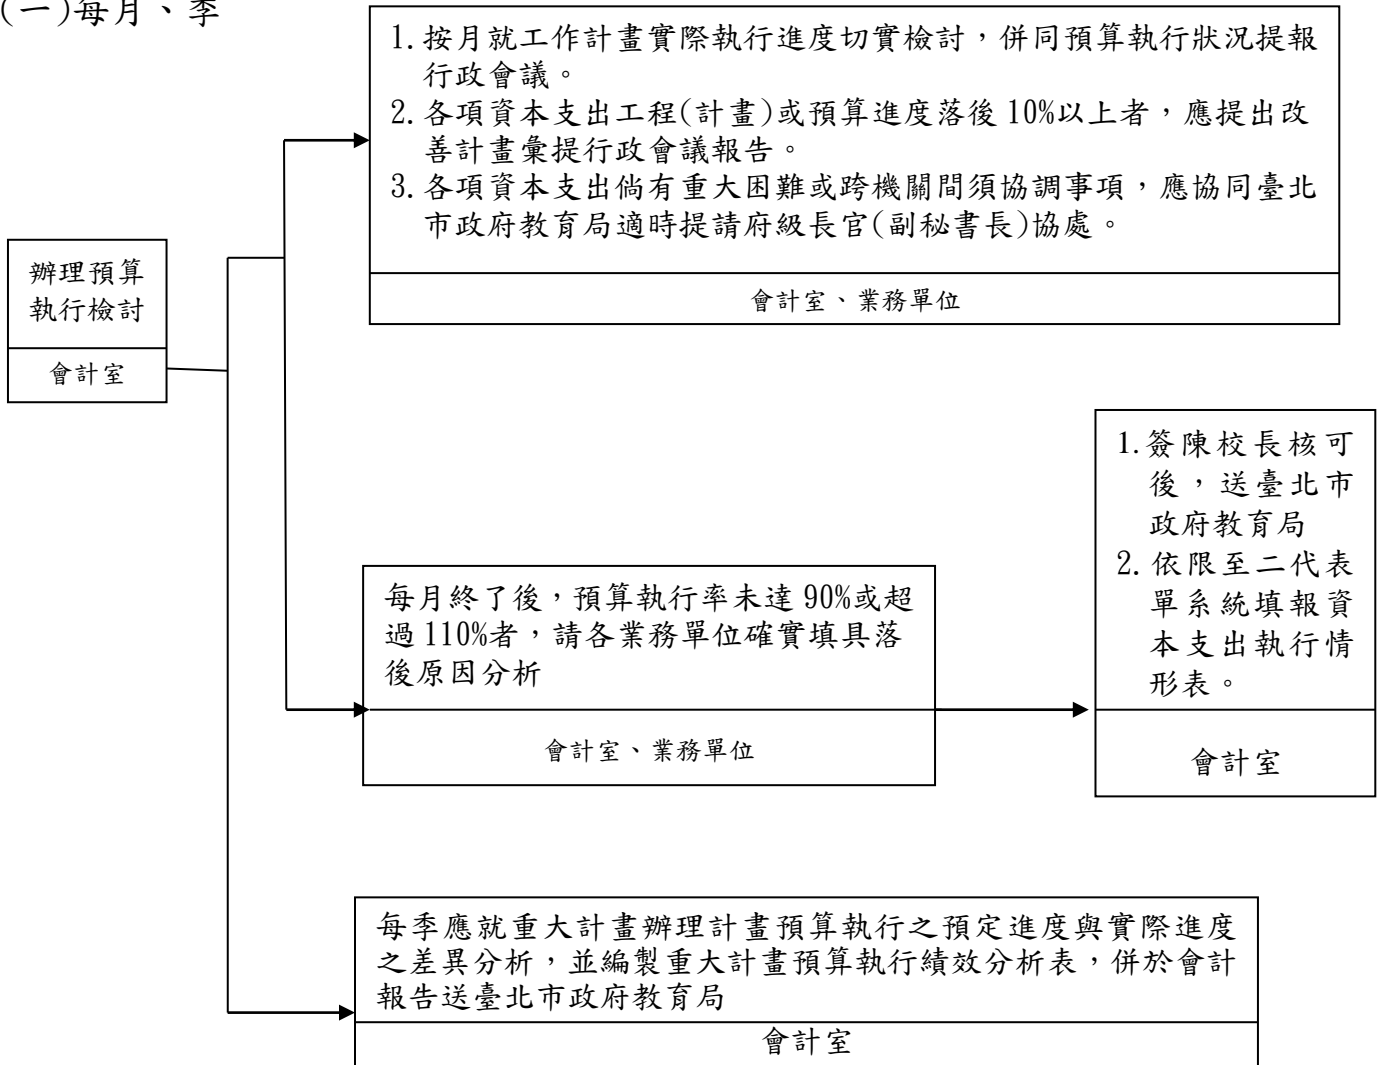 (一)每月、季
1.按月就工作計畫實際執行進度切實檢討，併同預算執行狀況提報
行政會議。
2.各項資本支出工程(計畫)或預算進度落後 10%以上者，應提出改
善計畫彙提行政會議報告。
3.各項資本支出倘有重大困難或跨機關間須協調事項，應協同臺北
市政府教育局適時提請府級長官(副秘書長)協處。
會計室、業務單位
辦理預算
執行檢討
會計室
每月終了後，預算執行率未達 90%或超
過 110%者，請各業務單位確實填具落
後原因分析
會計室、業務單位
1.簽陳校長核可
後，送臺北市
政府教育局
2.依限至二代表
單系統填報資
本支出執行情
形表。
會計室
每季應就重大計畫辦理計畫預算執行之預定進度與實際進度
之差異分析，並編製重大計畫預算執行績效分析表，併於會計
報告送臺北市政府教育局
會計室